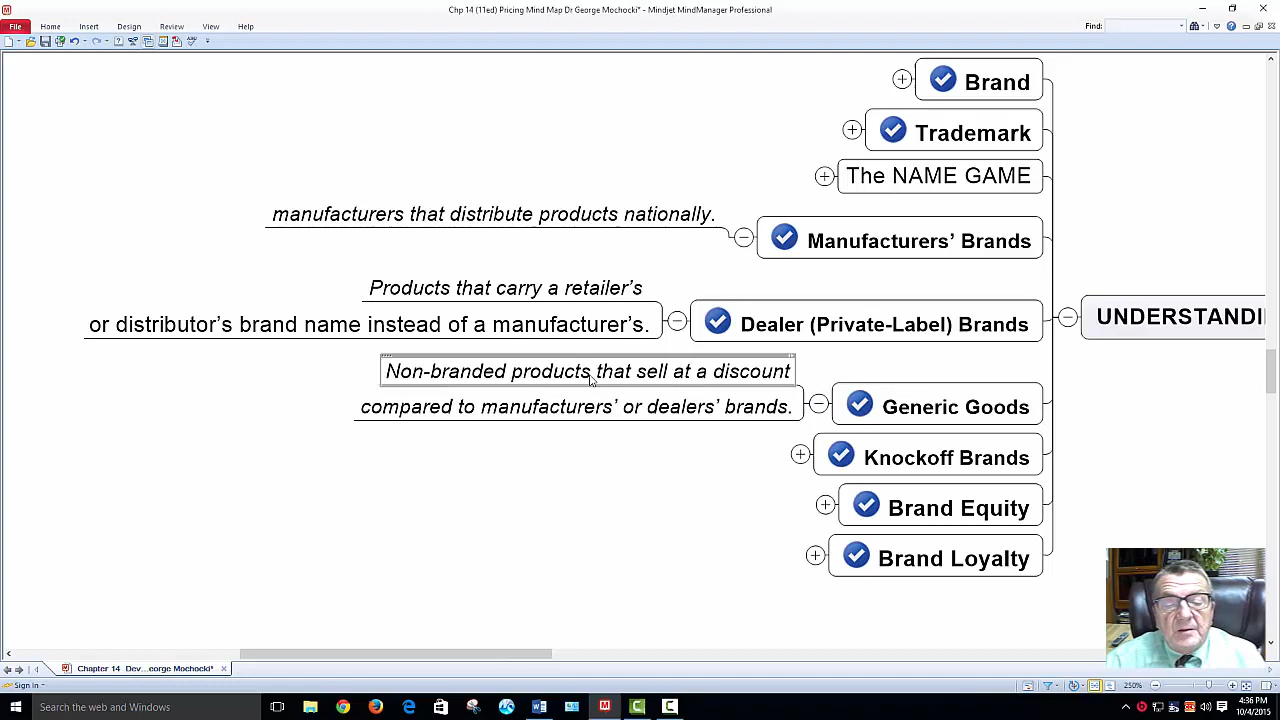 Chp 14 (11ed) Pricing Mind Map Dr George Mochocki* - Mindjet MindManager Professional
File Home Insert Design Review View Help Find:
Brand
Trademark
The NAME GAME
manufacturers that distribute products nationally.
Manufacturers’ Brands
Products that carry a retailer’s
or distributor’s brand name instead of a manufacturer’s.
Dealer (Private-Label) Brands
UNDERSTANDI
Non-branded products that sell at a discount
compared to manufacturers’ or dealers’ brands.
Generic Goods
Knockoff Brands
Brand Equity
Brand Loyalty
Chapter 14 Dev...eorge Mochocki*
Sign In
250%
Search the web and Windows
4:36 PM
10/4/2015